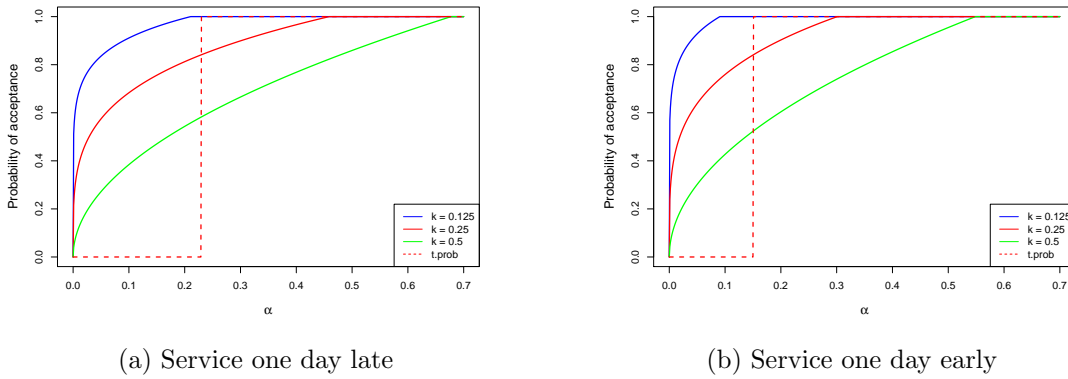 Probability of acceptance
1.0
0.8
0.6
0.4
0.2
0.0
k = 0.125
k = 0.25
k = 0.5
t.prob
0.0 0.1 0.2 0.3 0.4 0.5 0.6 0.7
α
(a) Service one day late
Probability of acceptance
1.0
0.8
0.6
0.4
0.2
0.0
k = 0.125
k = 0.25
k = 0.5
t.prob
0.0 0.1 0.2 0.3 0.4 0.5 0.6 0.7
α
(b) Service one day early